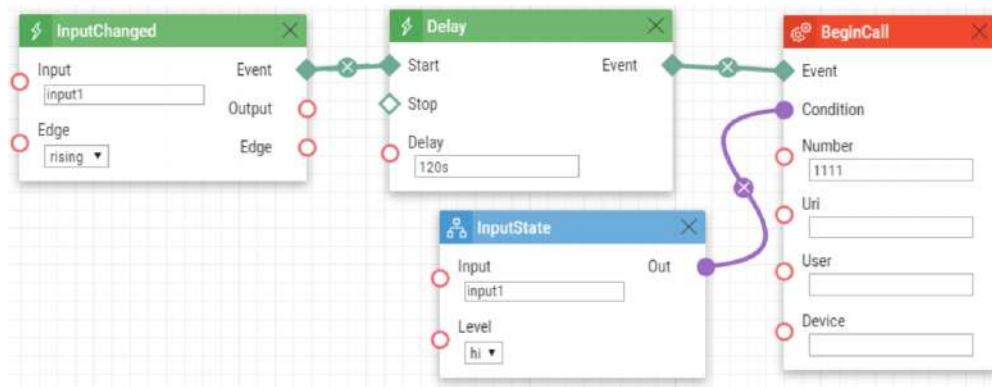 InputChanged
Input
Event
input1
Output
Edge
Edge
rising
Delay
Start
Event
Stop
Delay
120s
InputState
Input
Out
input1
Level
hi
BeginCall
Event
Condition
Number
1111
Uri
User
Device